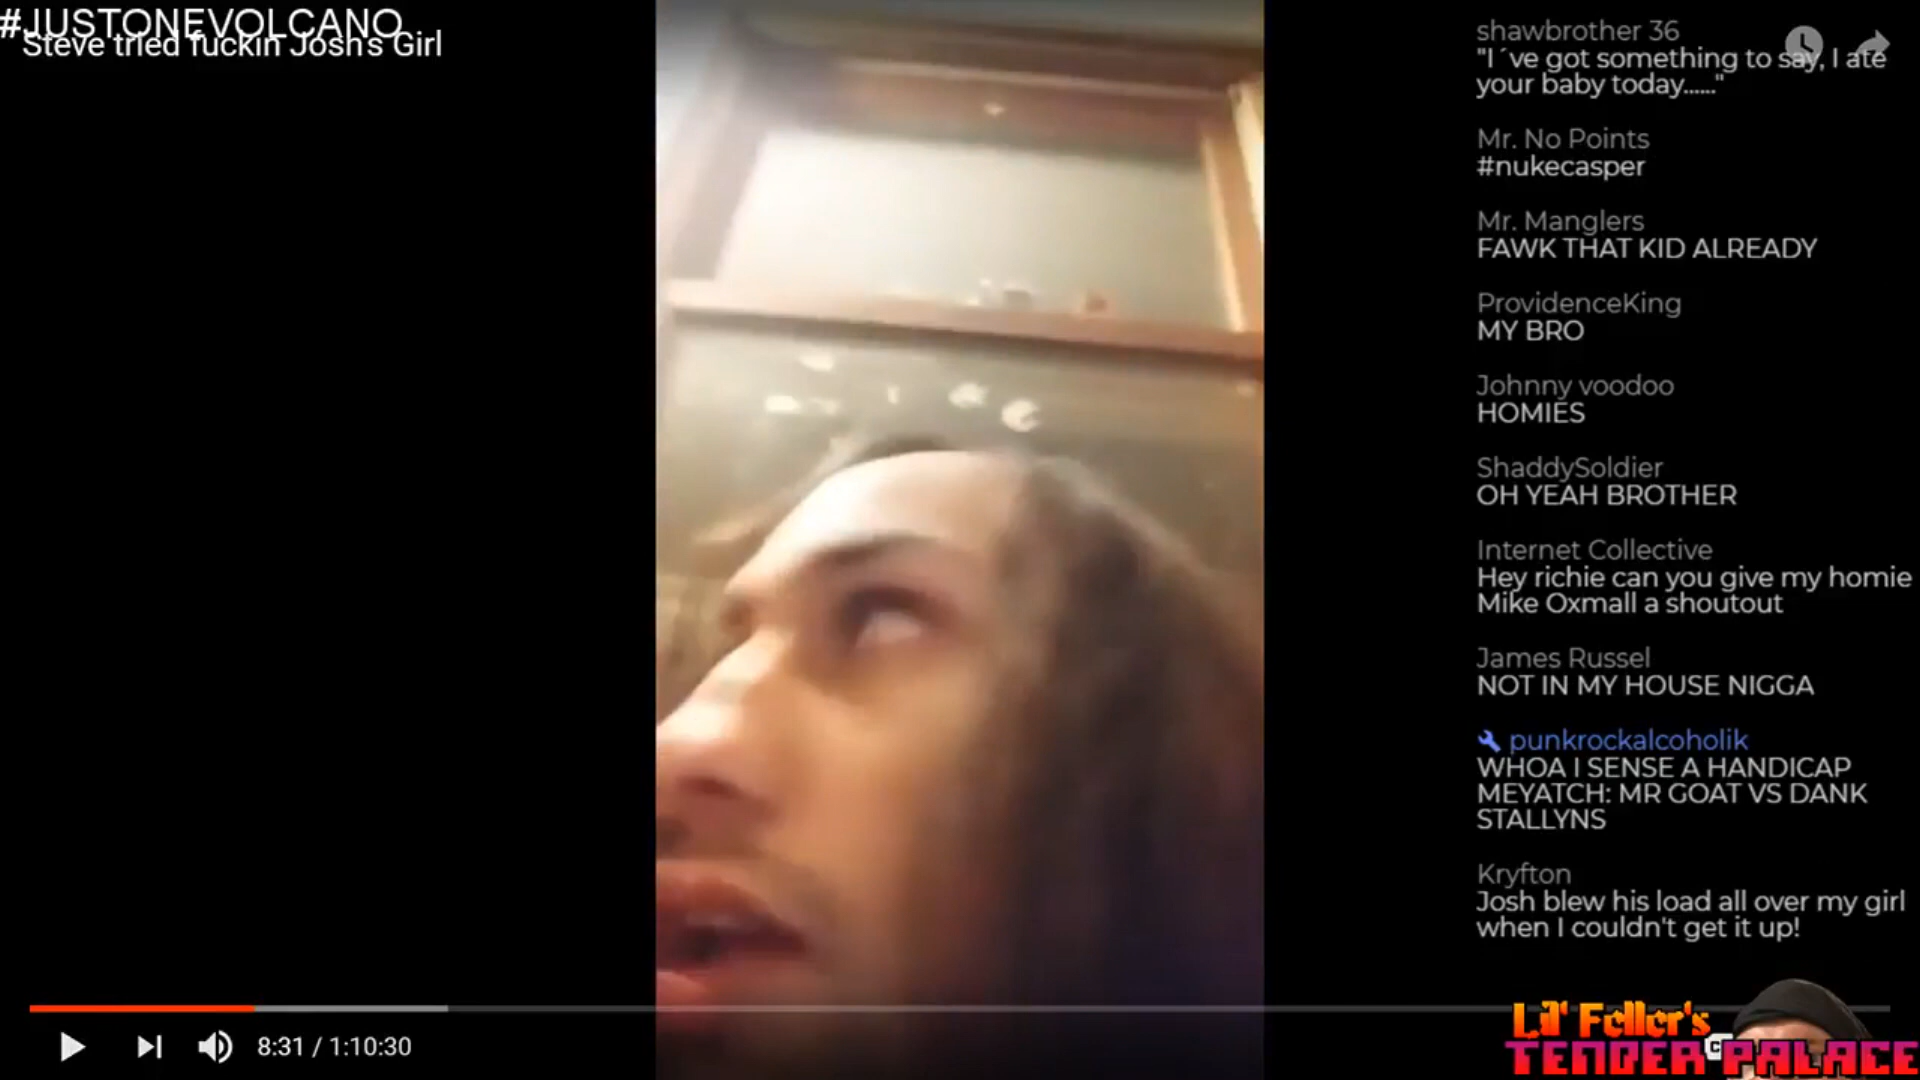 #JUSTONEVOLCANO
Steve tried fuckin Josh's Girl
shawbrother 36
"I´ve got something to say, I ate
your baby today......"
Mr. No Points
#nukecasper
Mr. Manglers
FAWK THAT KID ALREADY
ProvidenceKing
MY BRO
Johnny voodoo
HOMIES
ShaddySoldier
OH YEAH BROTHER
Internet Collective
Hey richie can you give my homie
Mike Oxmall a shoutout
James Russel
NOT IN MY HOUSE NIGGA
punkrockalcoholik
WHOA I SENSE A HANDICAP
MEYATCH: MR GOAT VS DANK
STALLYNS
Kryfton
Josh blew his load all over my girl
when I couldn't get it up!
8:31 / 1:10:30
Lil' Feller's
TENDER PALACE